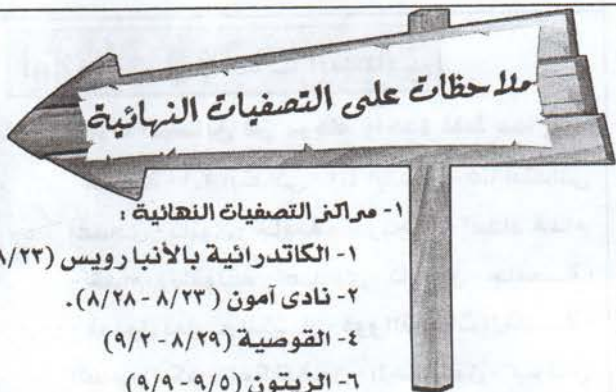 ملاحظات على التصفيات النهائية
١- مراكز التصفيات النهائية :
١- الكاتدرائية بالأنبا رويس (٨/٢٣
٢- نادى آمون (٨/٢٣ - ٨/٢٨).
٤- القوصية (٨/٢٩ - ٩/٢)
٦- الزيتون (٩/٥ - ٩/٩)